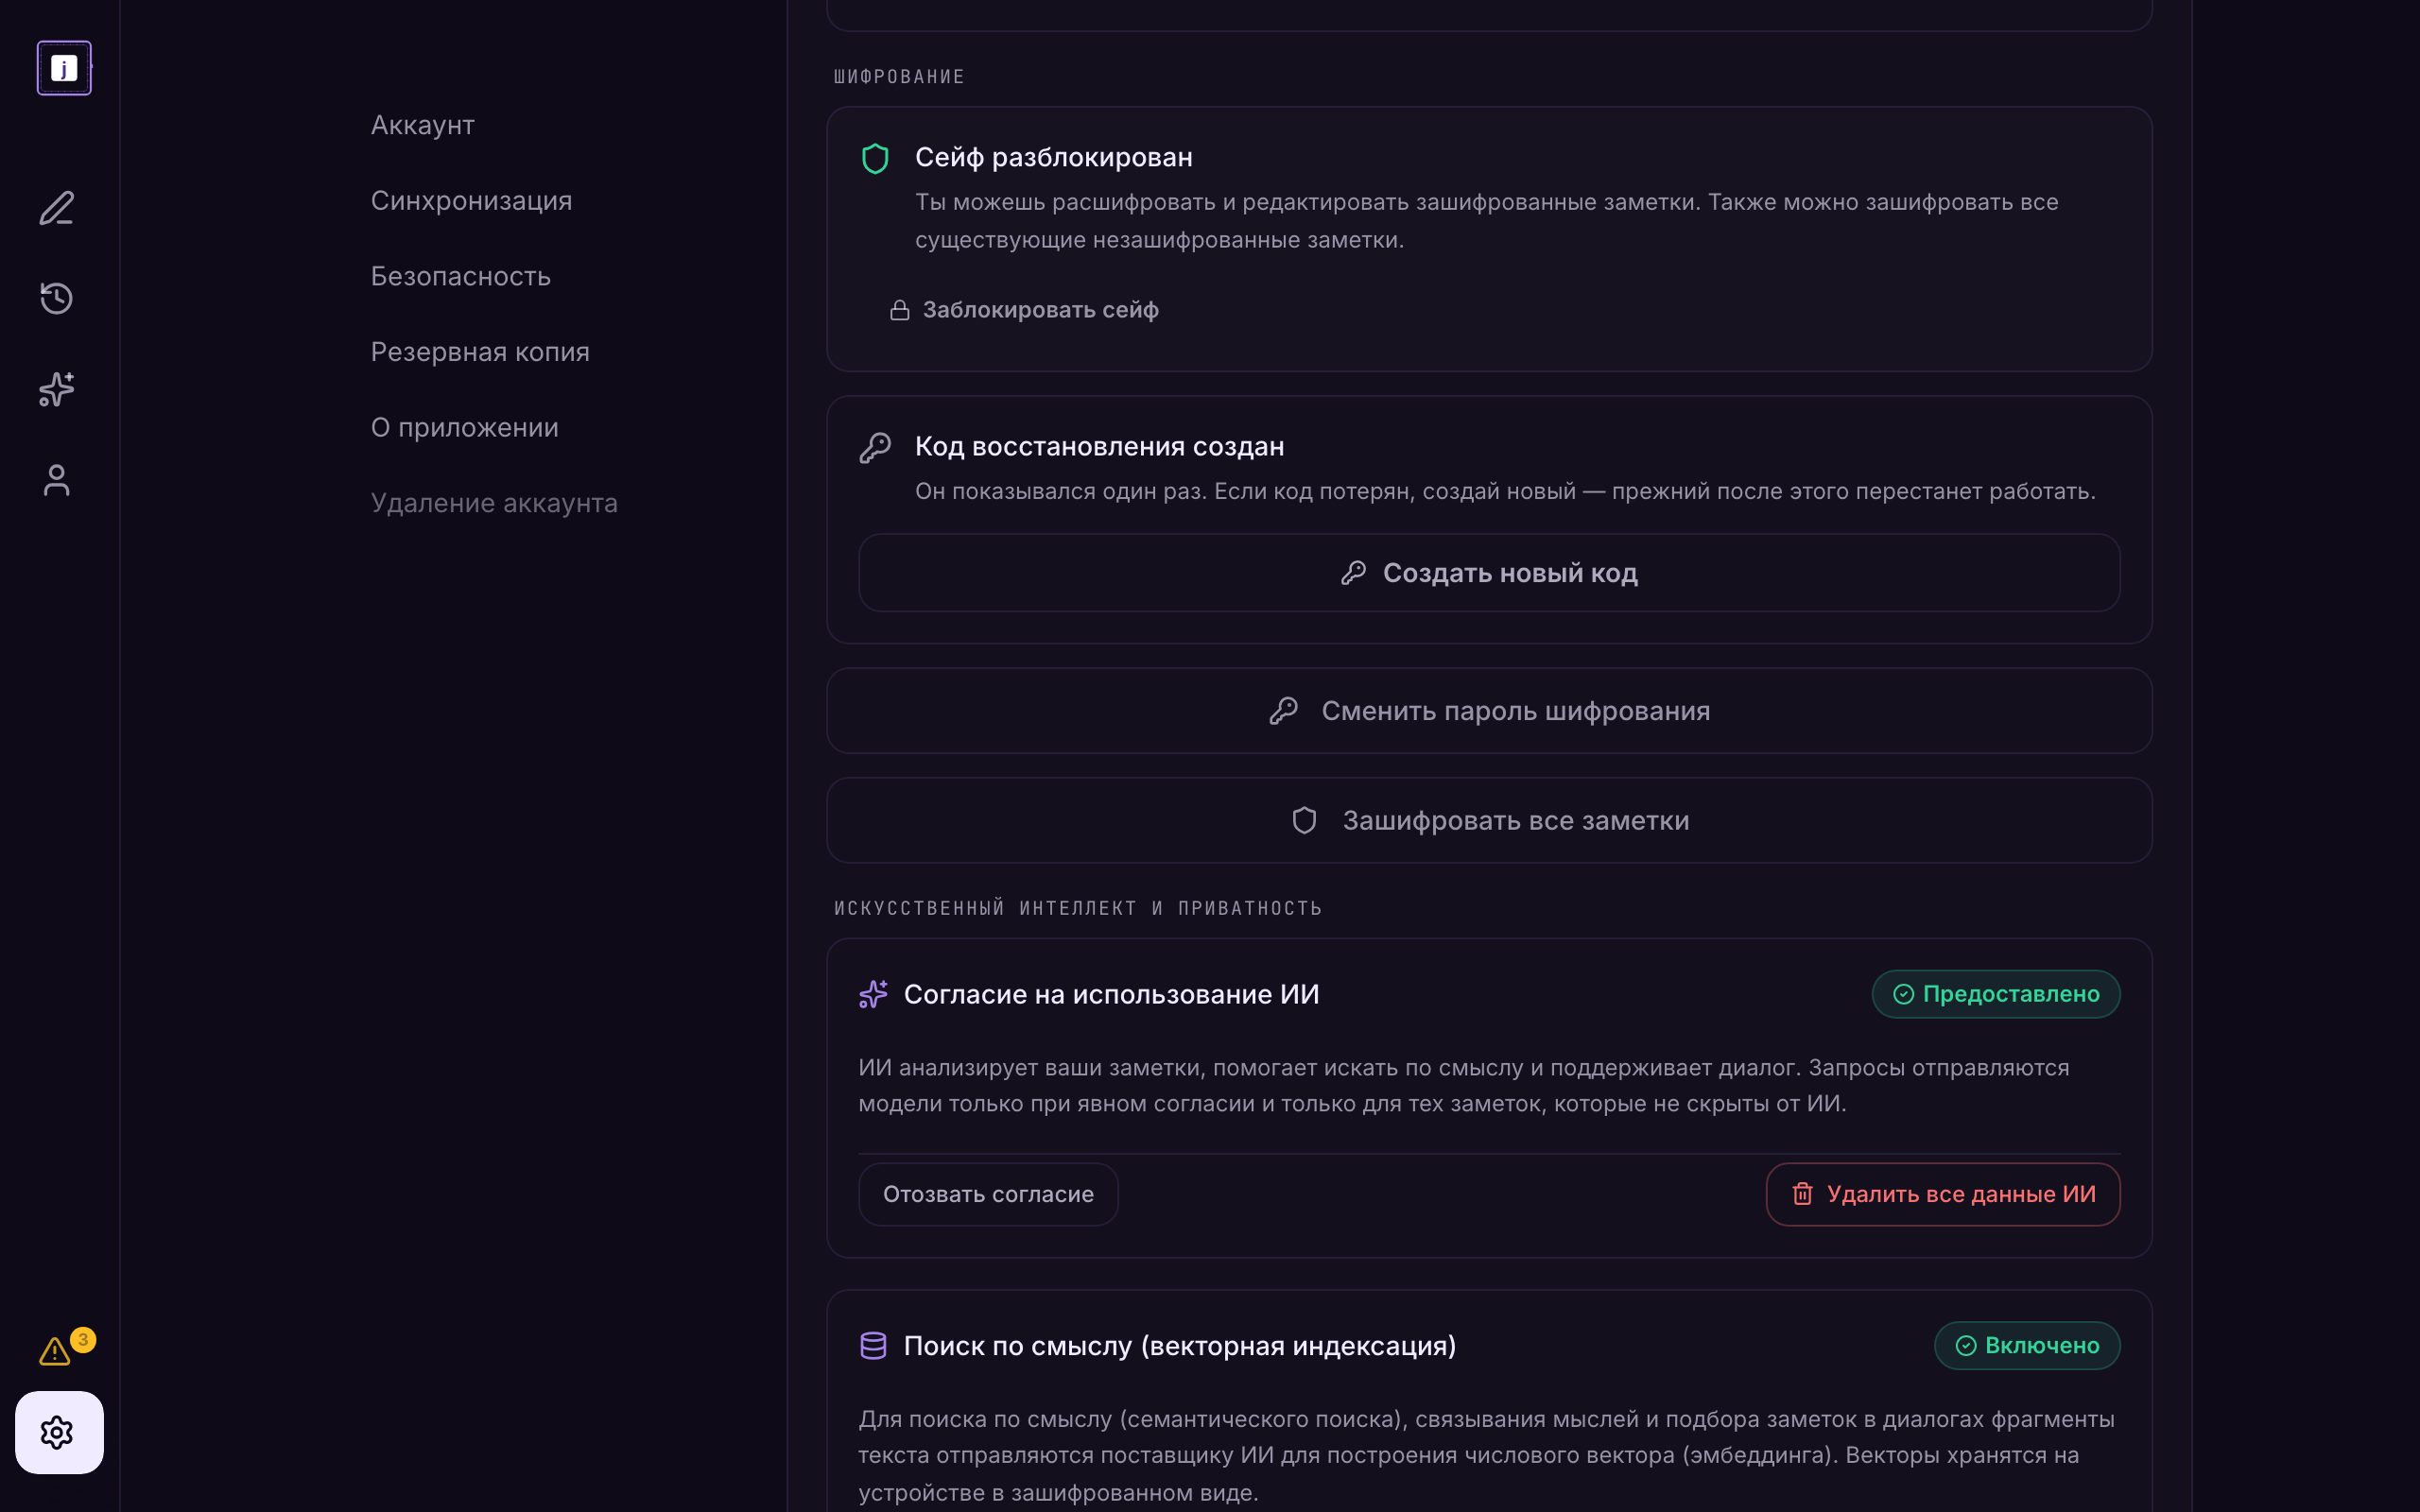 j
Аккаунт
Синхронизация
Безопасность
Резервная копия
О приложении
Удаление аккаунта
3
ШИФРОВАНИЕ
Сейф разблокирован
Ты можешь расшифровать и редактировать зашифрованные заметки. Также можно зашифровать все
существующие незашифрованные заметки.
Заблокировать сейф
Код восстановления создан
Он показывался один раз. Если код потерян, создай новый — прежний после этого перестанет работать.
Создать новый код
Сменить пароль шифрования
Зашифровать все заметки
ИСКУССТВЕННЫЙ ИНТЕЛЛЕКТ И ПРИВАТНОСТЬ
Согласие на использование ИИ
Предоставлено
ИИ анализирует ваши заметки, помогает искать по смыслу и поддерживает диалог. Запросы отправляются
модели только при явном согласии и только для тех заметок, которые не скрыты от ИИ.
Отозвать согласие
Удалить все данные ИИ
Поиск по смыслу (векторная индексация)
Включено
Для поиска по смыслу (семантического поиска), связывания мыслей и подбора заметок в диалогах фрагменты
текста отправляются поставщику ИИ для построения числового вектора (эмбеддинга). Векторы хранятся на
устройстве в зашифрованном виде.